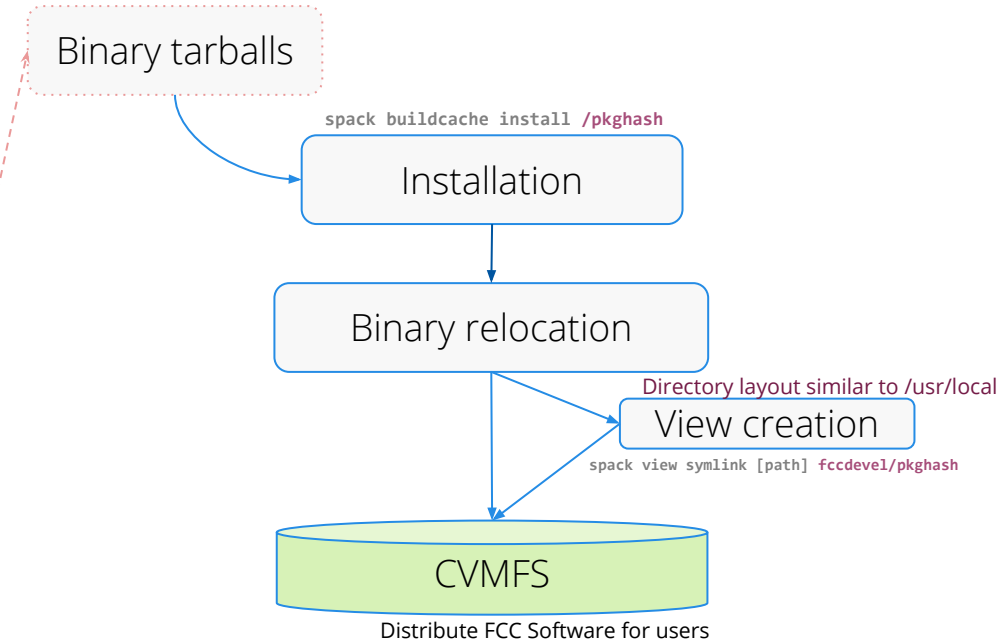 Binary tarballs
spack buildcache install /pkghash
Installation
Binary relocation
Directory layout similar to /usr/local
View creation
spack view symlink [path] fccdevel/pkghash
CVMFS
Distribute FCC Software for users